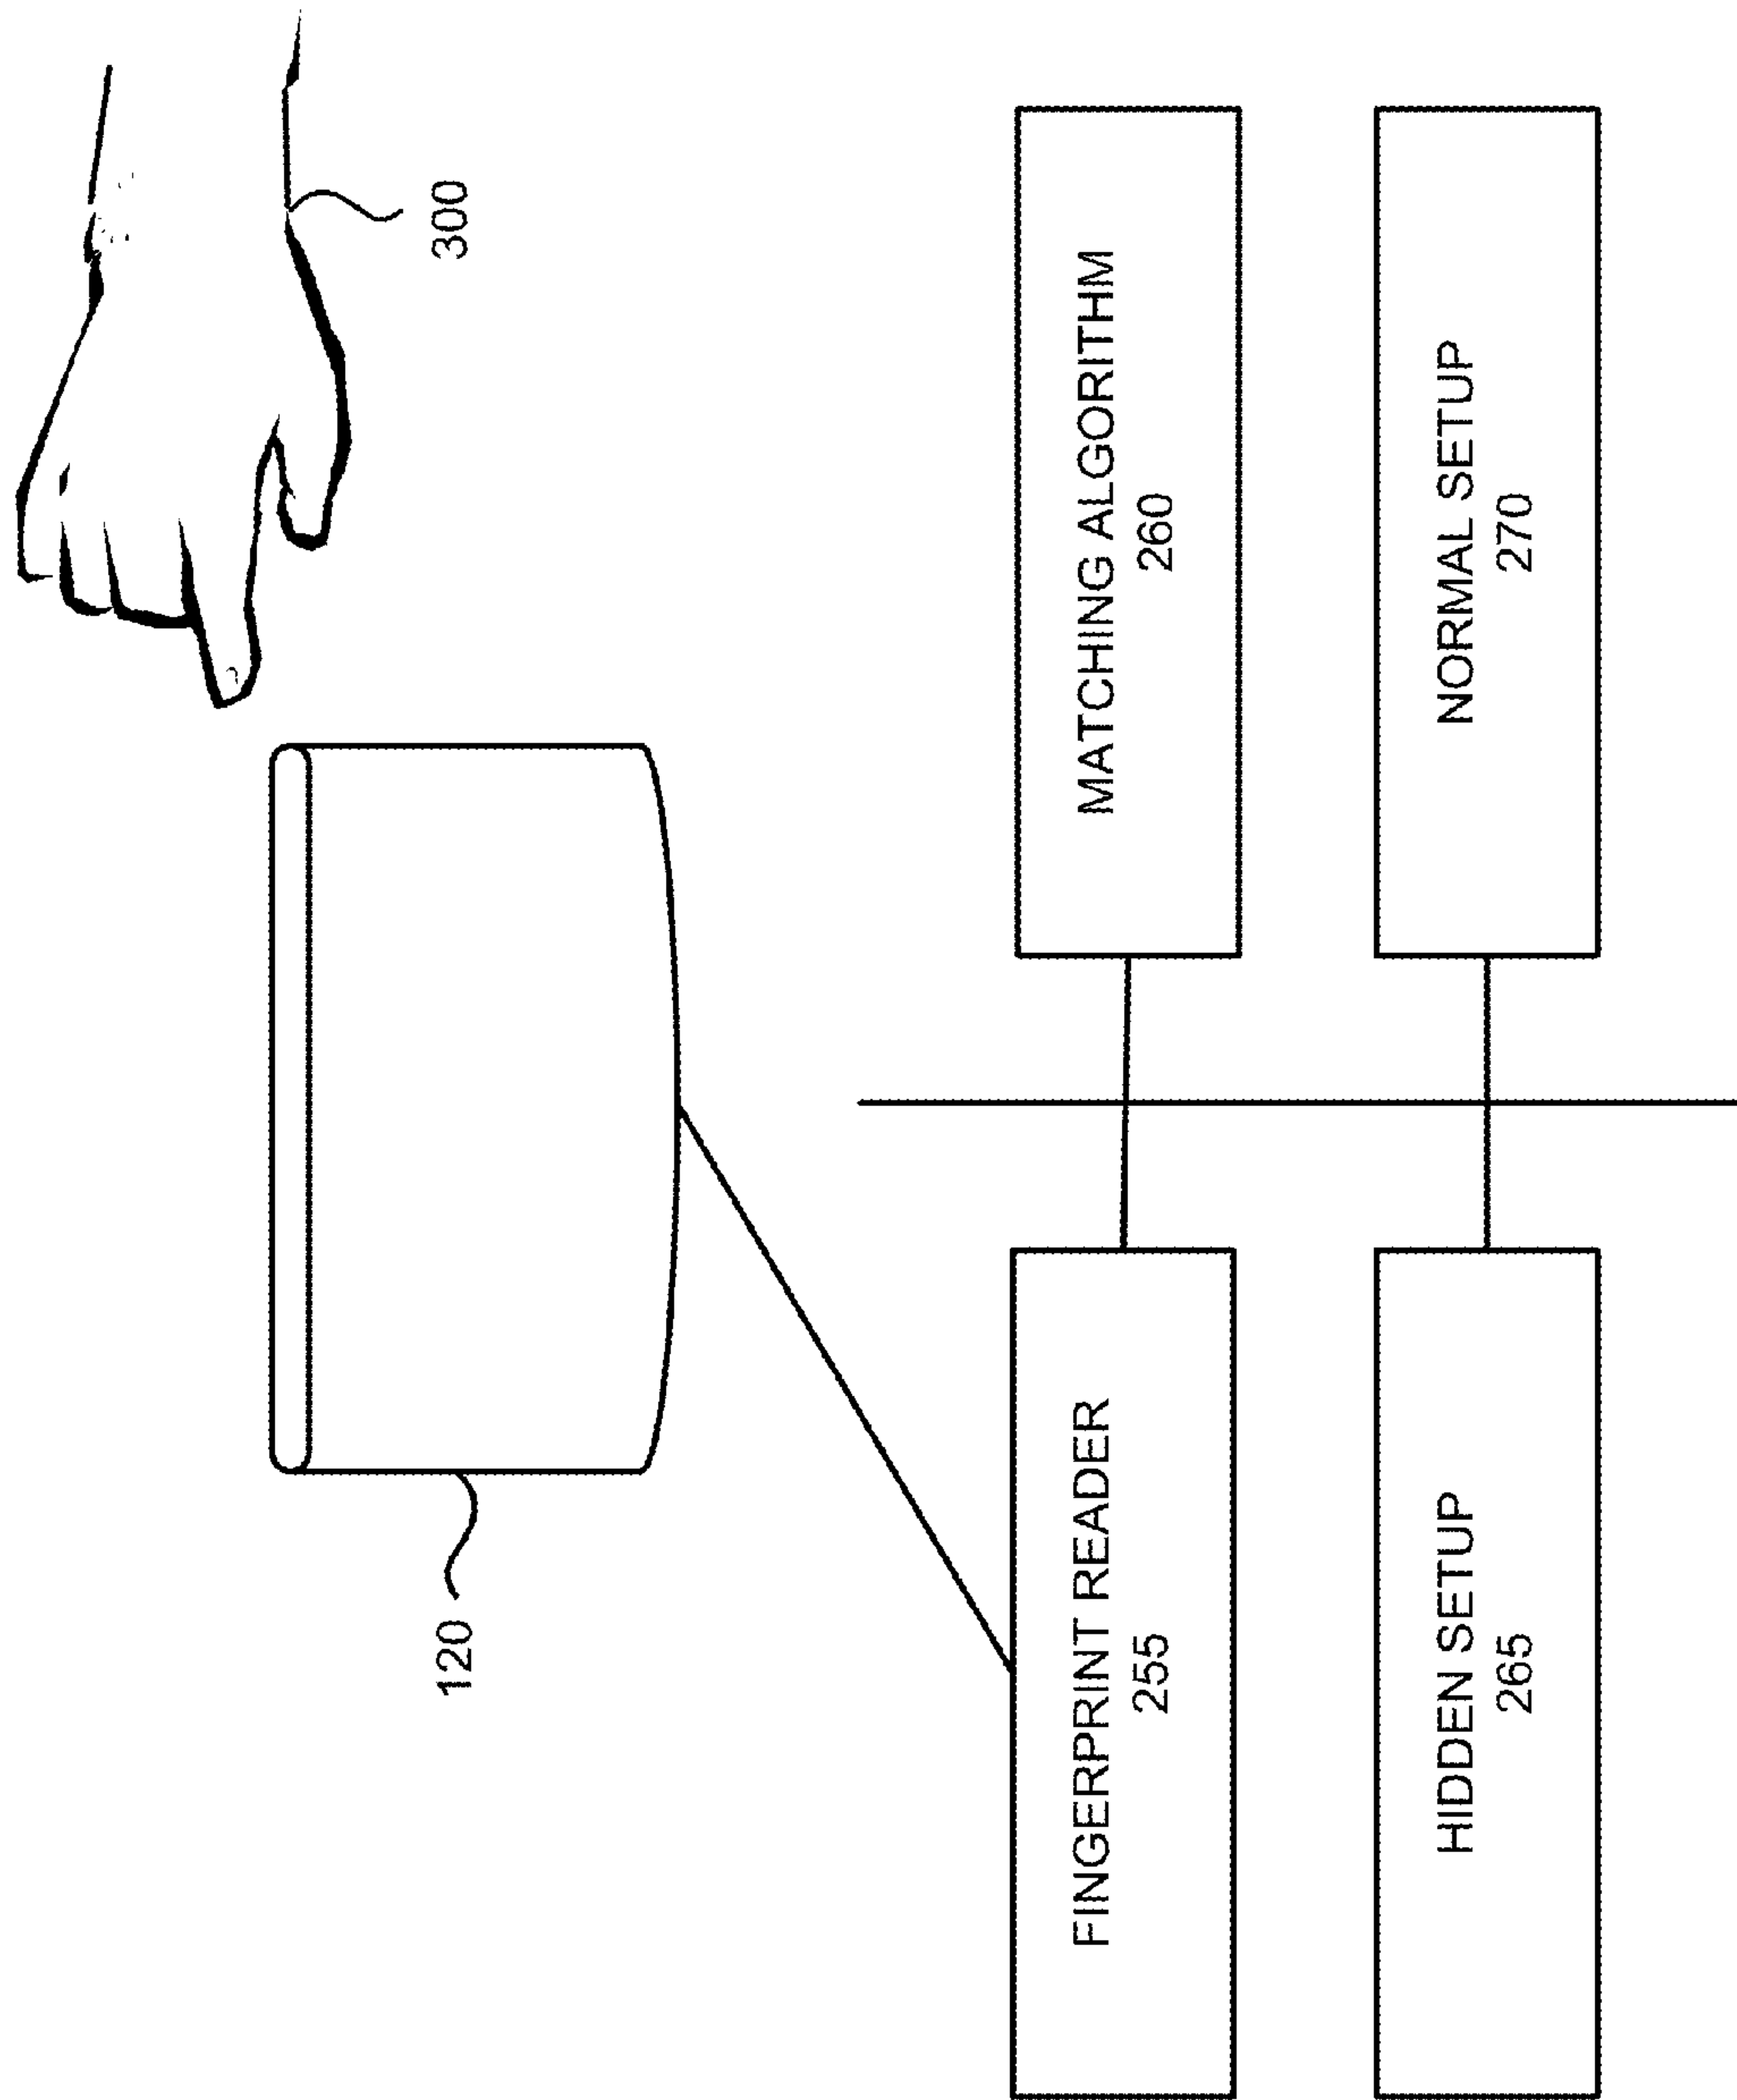 120
300
FINGERPRINT READER
255
MATCHING ALGORITHM
260
HIDDEN SETUP
265
NORMAL SETUP
270